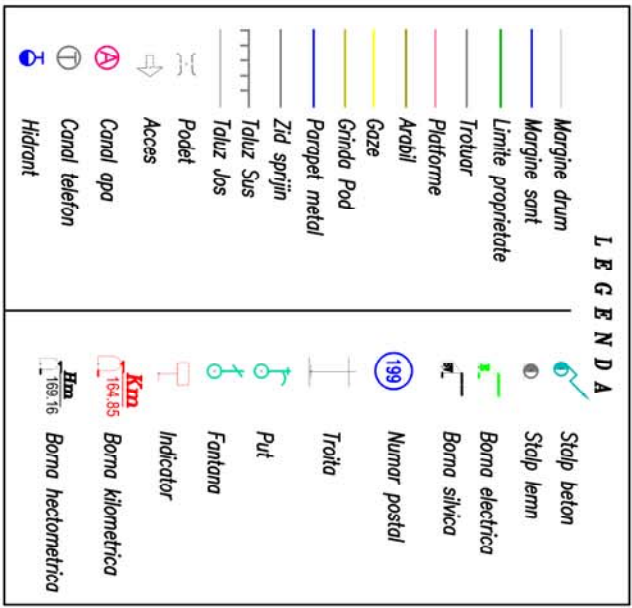 LEGENDA
Margine drum
Margine sant
Limite proprietate
Trotuar
Platforme
Arabil
Gaze
Grinda Pod
Parapet metal
Zid sprijin
Taluz Sus
Taluz Jos
Podet
Acces
A Canal apa
T Canal telefon
Hidrant
Stalp beton
Stalp lemn
Borna electrica
Borna silvica
199 Numar postal
Troita
Put
Fantana
Indicator
Km 164.85 Borna kilometrica
Hm 169.16 Borna hectometrica